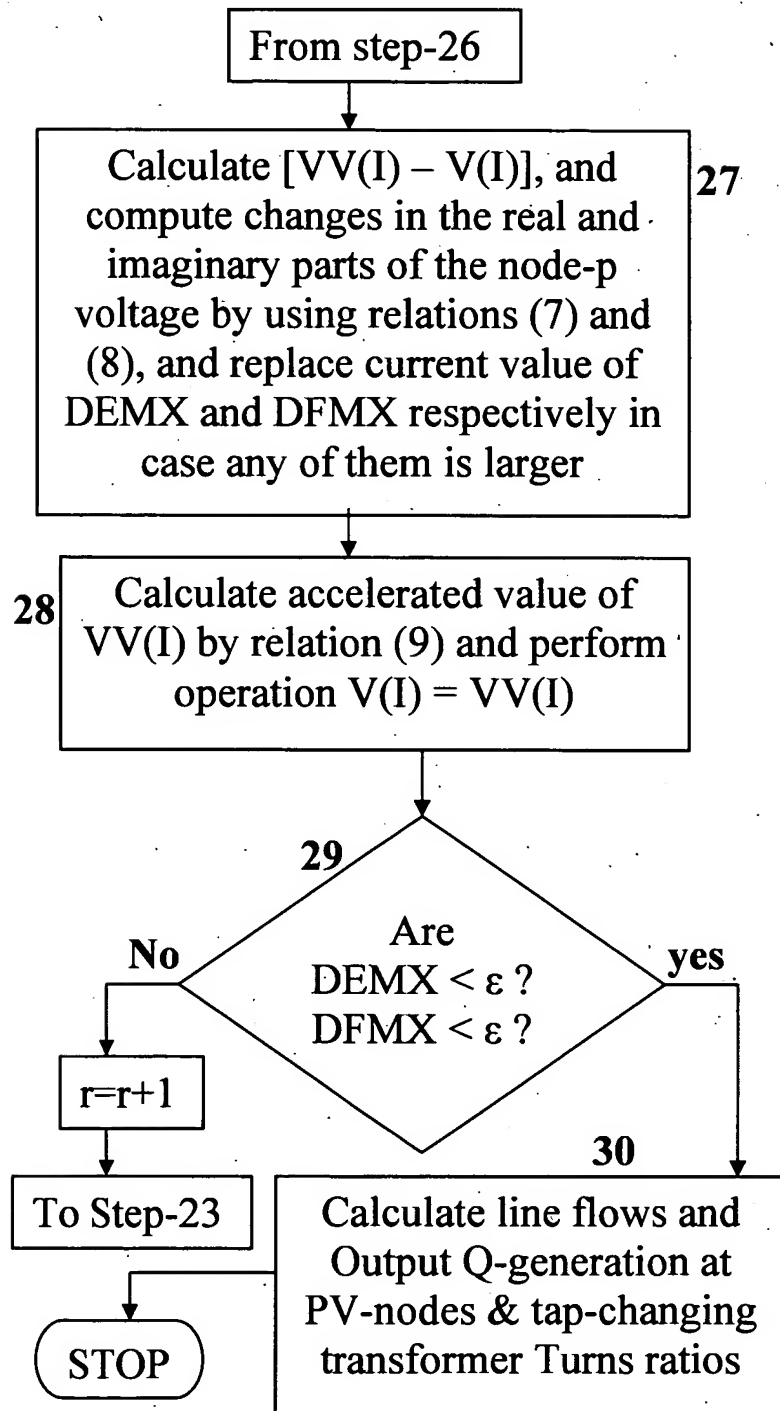 From step-26
Calculate [VV(I) – V(I)], and
compute changes in the real and
imaginary parts of the node-p
voltage by using relations (7) and
(8), and replace current value of
DEMX and DFMX respectively in
case any of them is larger
27
28
Calculate accelerated value of
VV(I) by relation (9) and perform
operation V(I) = VV(I)
29
Are
DEMX < ε ?
DFMX < ε ?
No
yes
r=r+1
To Step-23
30
Calculate line flows and
Output Q-generation at
PV-nodes & tap-changing
transformer Turns ratios
STOP